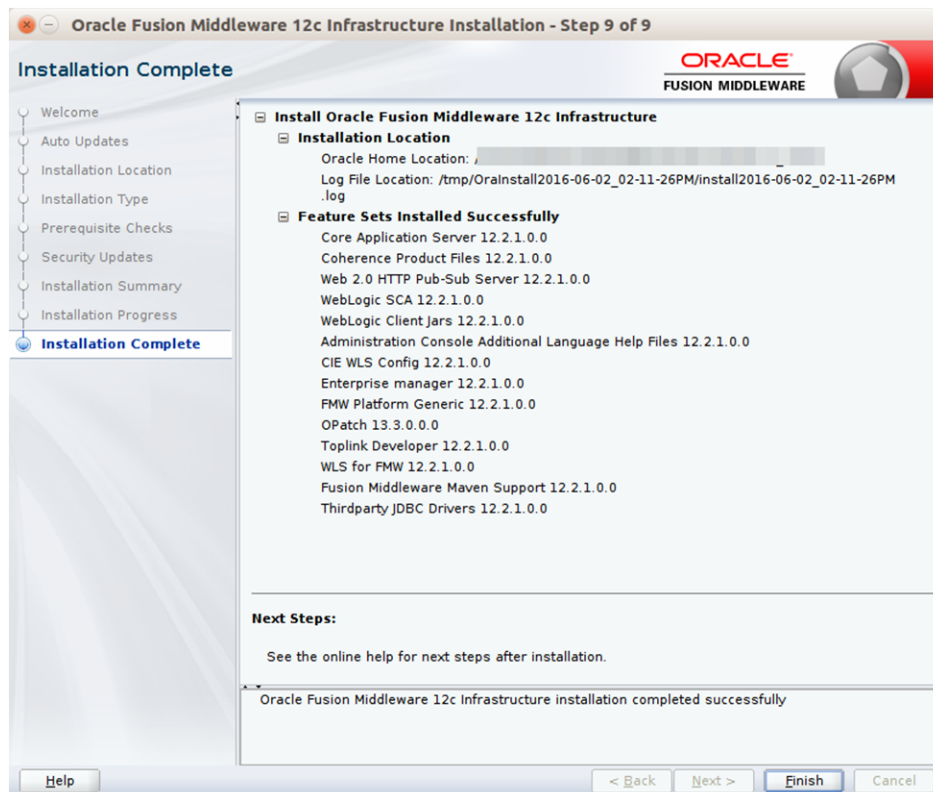 Oracle Fusion Middleware 12c Infrastructure Installation - Step 9 of 9
Installation Complete
ORACLE
FUSION MIDDLEWARE
Welcome
Auto Updates
Installation Location
Installation Type
Prerequisite Checks
Security Updates
Installation Summary
Installation Progress
Installation Complete
Install Oracle Fusion Middleware 12c Infrastructure
Installation Location
Oracle Home Location: /
Log File Location: /tmp/OraInstall2016-06-02_02-11-26PM/install2016-06-02_02-11-26PM
.log
Feature Sets Installed Successfully
Core Application Server 12.2.1.0.0
Coherence Product Files 12.2.1.0.0
Web 2.0 HTTP Pub-Sub Server 12.2.1.0.0
WebLogic SCA 12.2.1.0.0
WebLogic Client Jars 12.2.1.0.0
Administration Console Additional Language Help Files 12.2.1.0.0
CIE WLS Config 12.2.1.0.0
Enterprise manager 12.2.1.0.0
FMW Platform Generic 12.2.1.0.0
OPatch 13.3.0.0.0
Toplink Developer 12.2.1.0.0
WLS for FMW 12.2.1.0.0
Fusion Middleware Maven Support 12.2.1.0.0
Thirdparty JDBC Drivers 12.2.1.0.0
Next Steps:
See the online help for next steps after installation.
Oracle Fusion Middleware 12c Infrastructure installation completed successfully
Help
< Back
Next >
Finish
Cancel